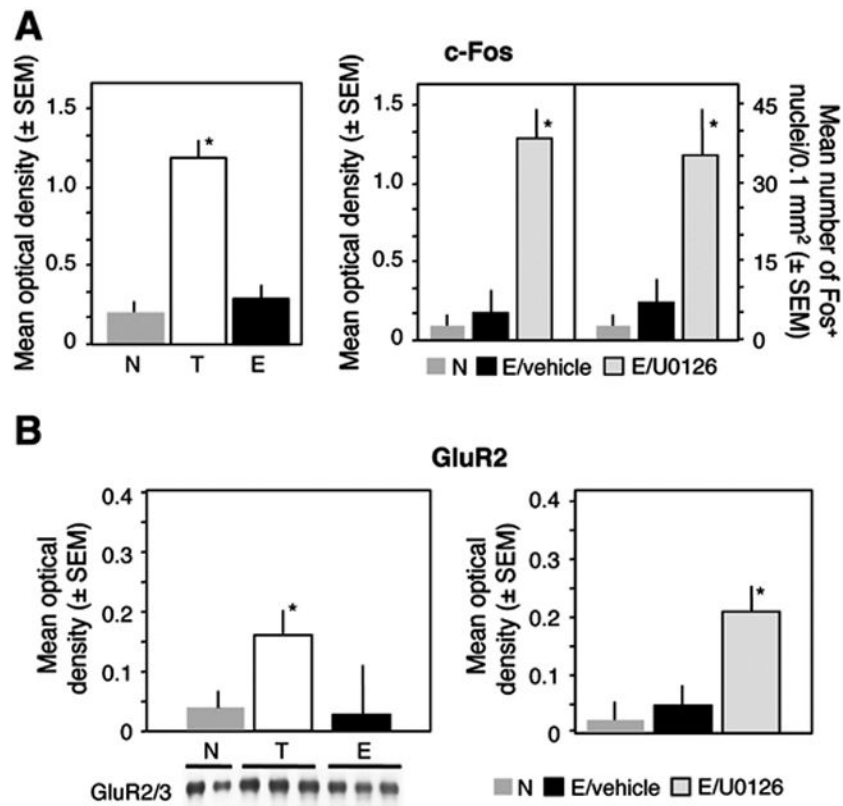 A
c-Fos
Mean optical density (± SEM)
1.5
1.0
0.5
0
*
N T E
Mean optical density (± SEM)
1.5
1.0
0.5
0
*
*
45
30
15
0
Mean number of Fos+
nuclei/0.1 mm2 (± SEM)
N E/vehicle E/U0126
B
GluR2
Mean optical
density (± SEM)
0.4
0.3
0.2
0.1
0
*
N T E
GluR2/3
Mean optical
density (± SEM)
0.4
0.3
0.2
0.1
0
*
N E/vehicle E/U0126